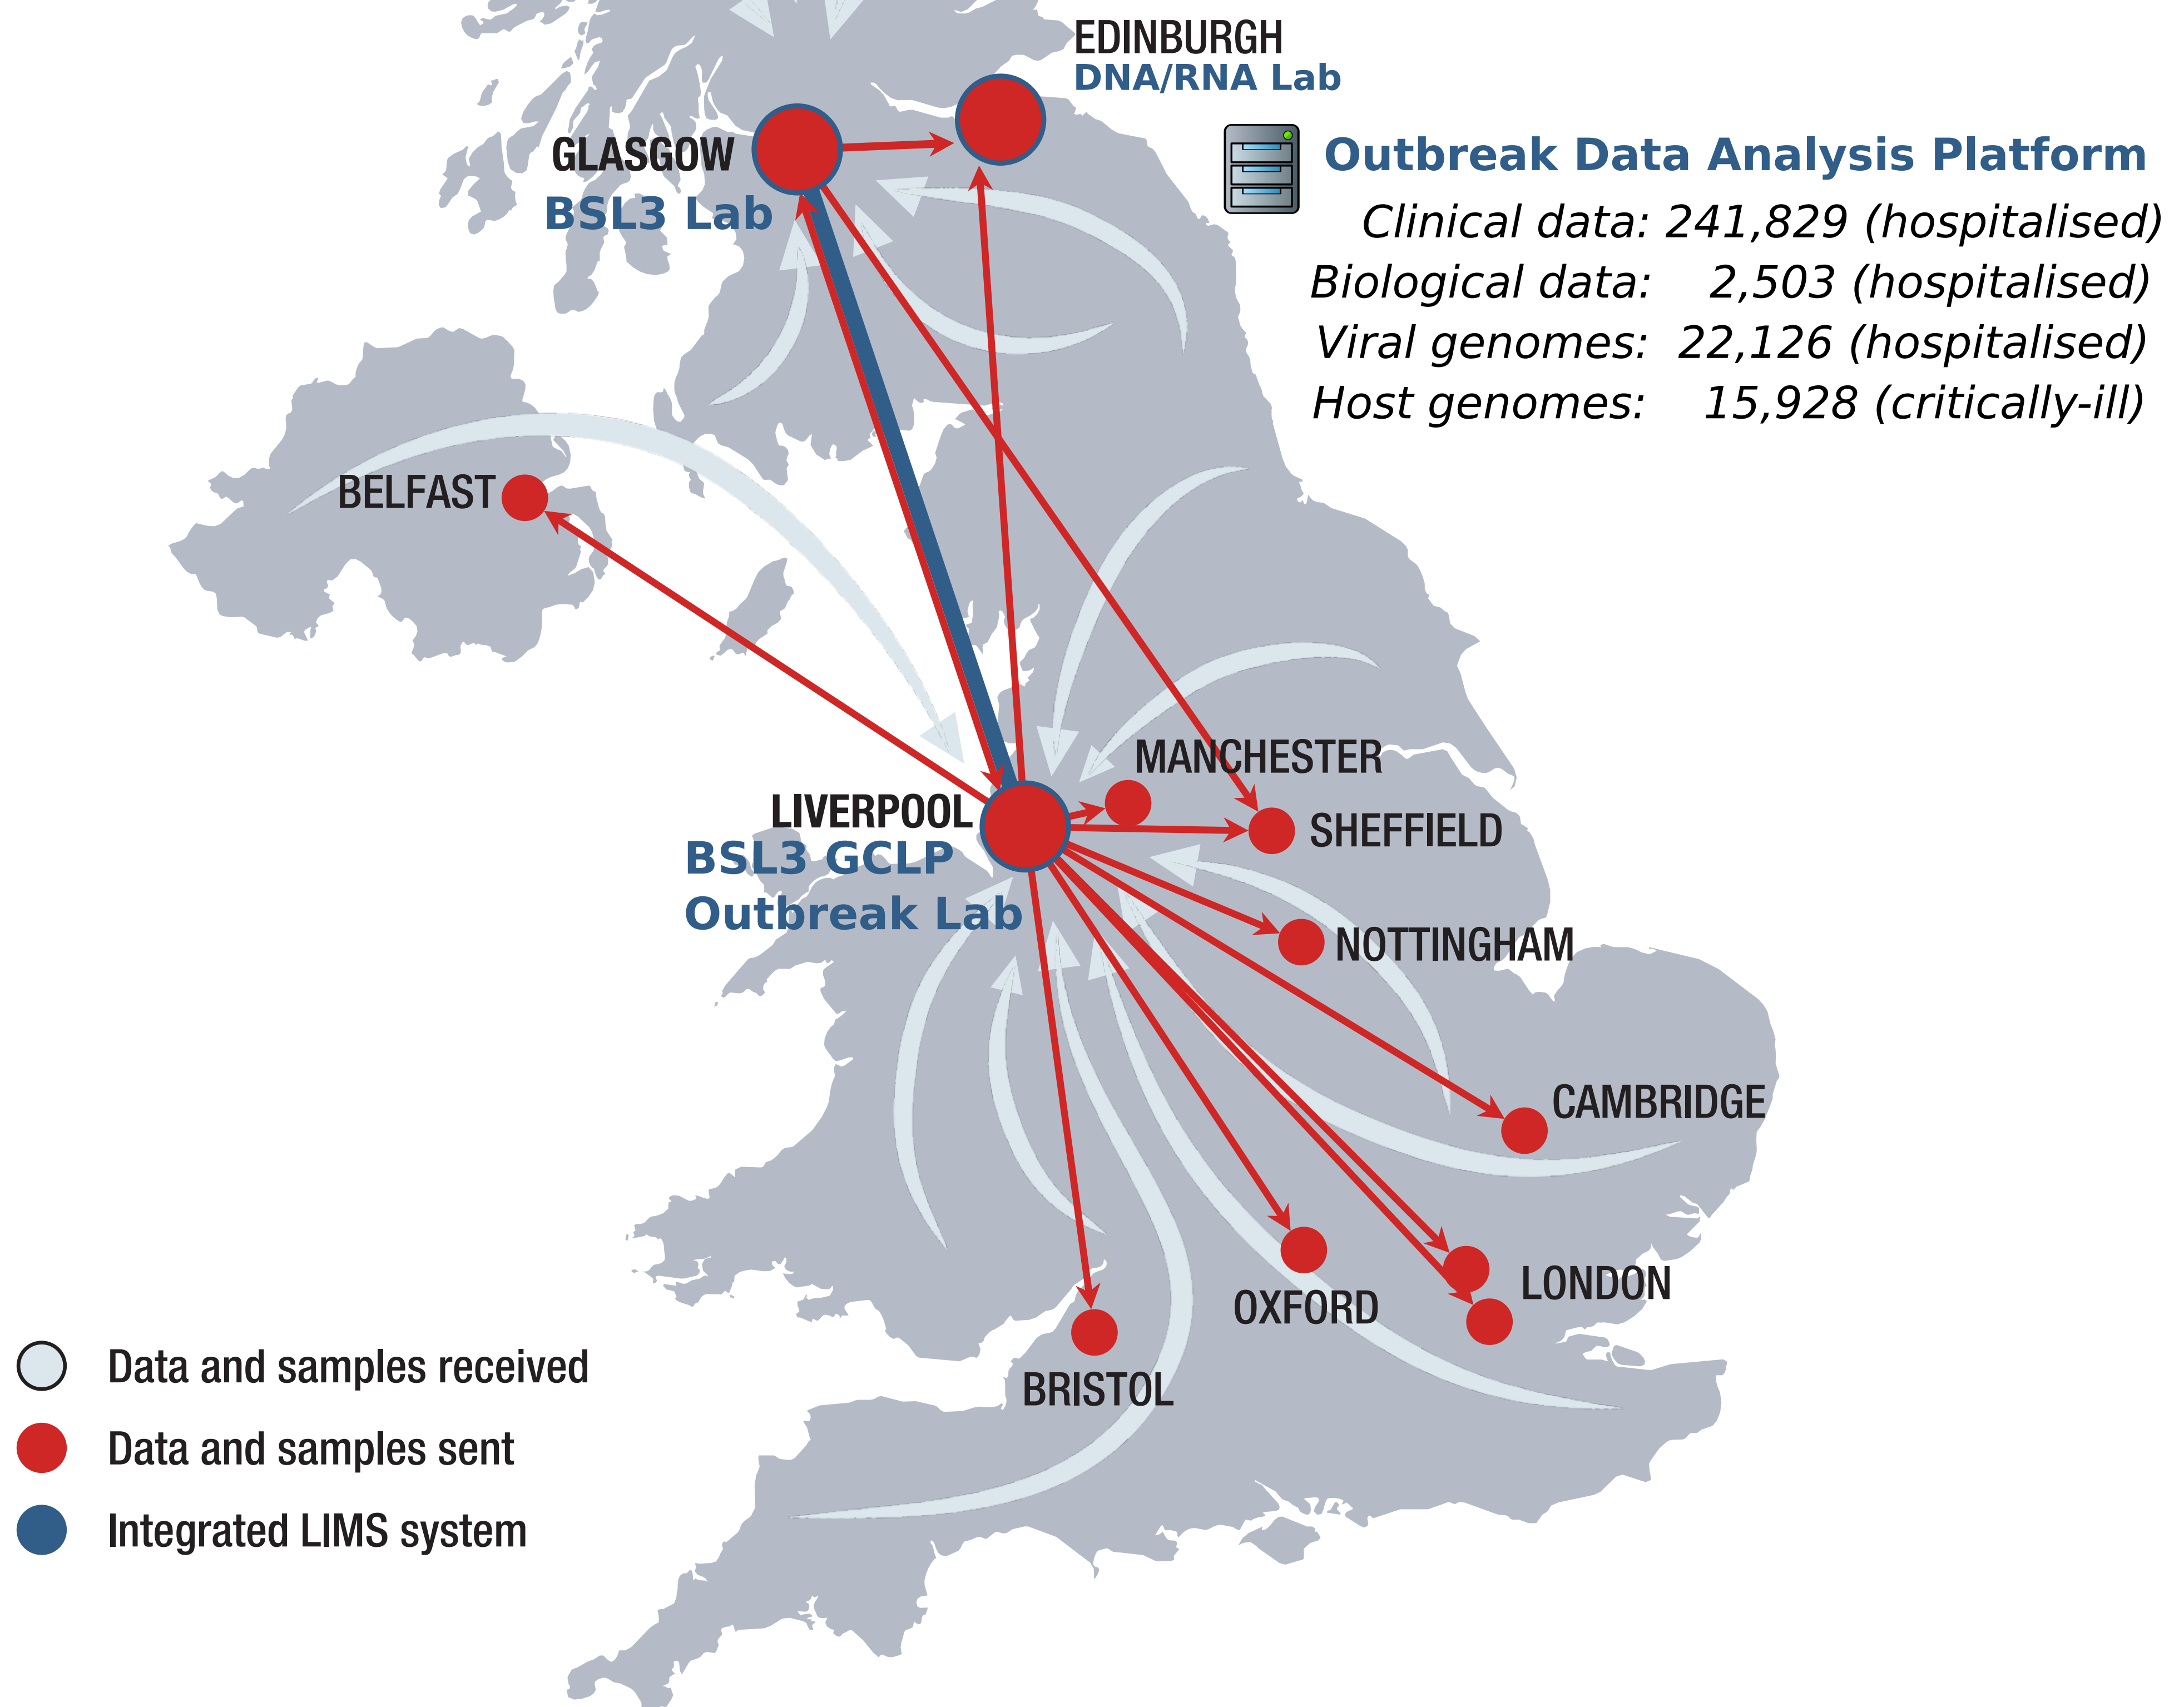 EDINBURGH
DNA/RNA Lab
GLASGOW
BSL3 Lab
Outbreak Data Analysis Platform
Clinical data: 241,829 (hospitalised)
Biological data: 2,503 (hospitalised)
Viral genomes: 22,126 (hospitalised)
Host genomes: 15,928 (critically-ill)
BELFAST
MANCHESTER
LIVERPOOL
BSL3 GCLP
Outbreak Lab
SHEFFIELD
NOTTINGHAM
CAMBRIDGE
LONDON
OXFORD
BRISTOL
Data and samples received
Data and samples sent
Integrated LIMS system